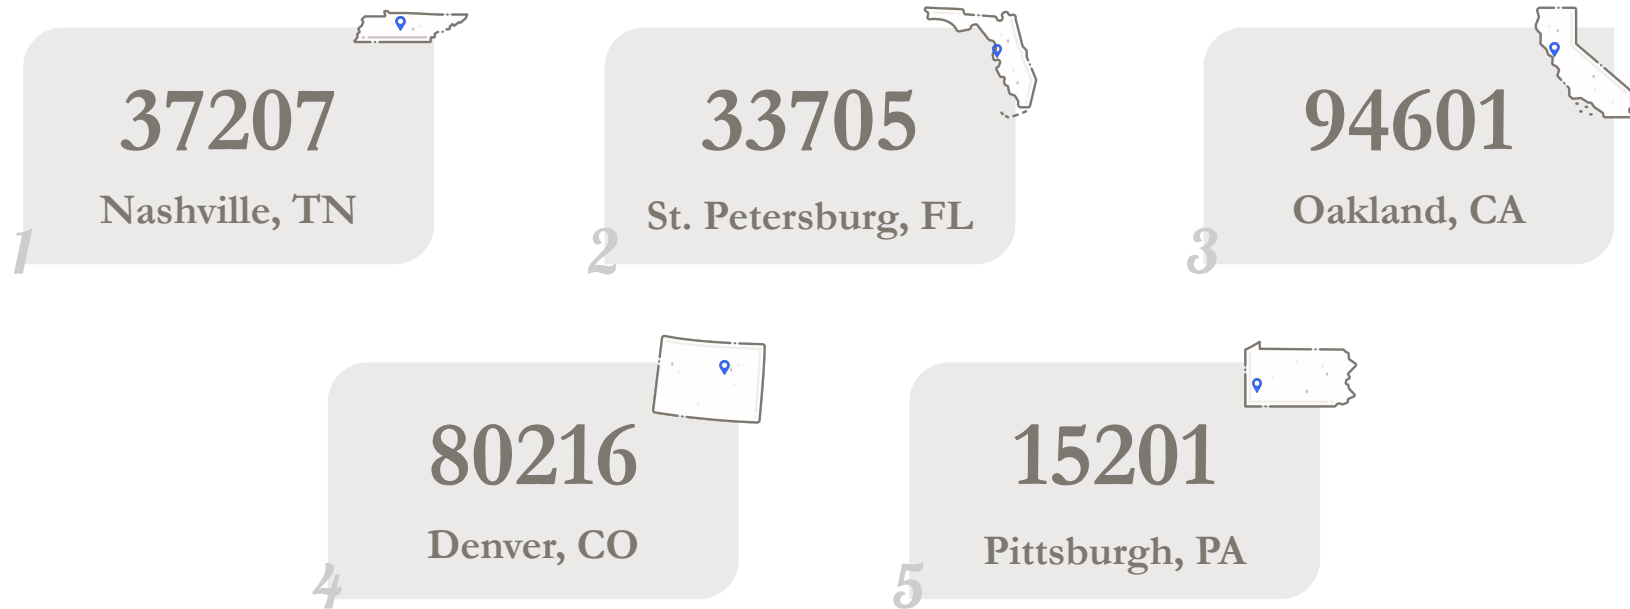 37207
Nashville, TN
1
33705
St. Petersburg, FL
2
94601
Oakland, CA
3
80216
Denver, CO
4
15201
Pittsburgh, PA
5